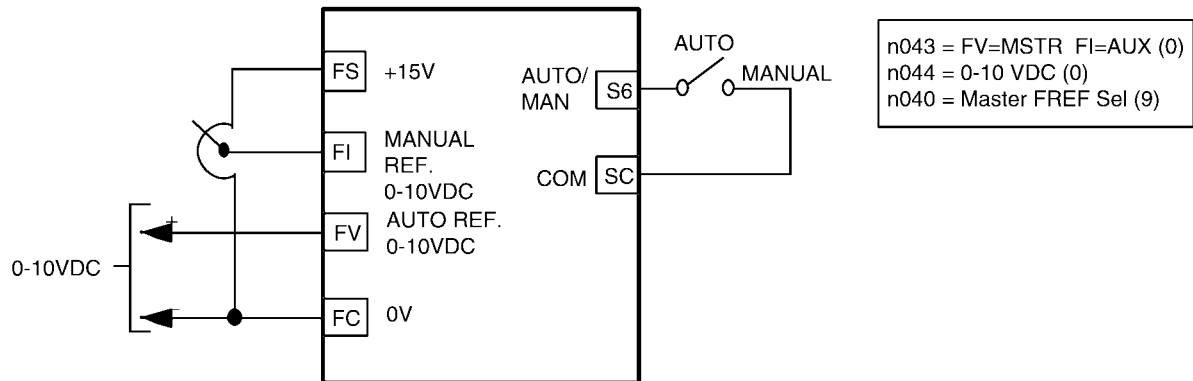 FS +15V
FI MANUAL
REF.
0-10VDC
FV AUTO REF.
0-10VDC
FC 0V
0-10VDC
+
–
AUTO/
MAN S6
COM SC
AUTO
MANUAL
n043 = FV=MSTR FI=AUX (0)
n044 = 0-10 VDC (0)
n040 = Master FREF Sel (9)